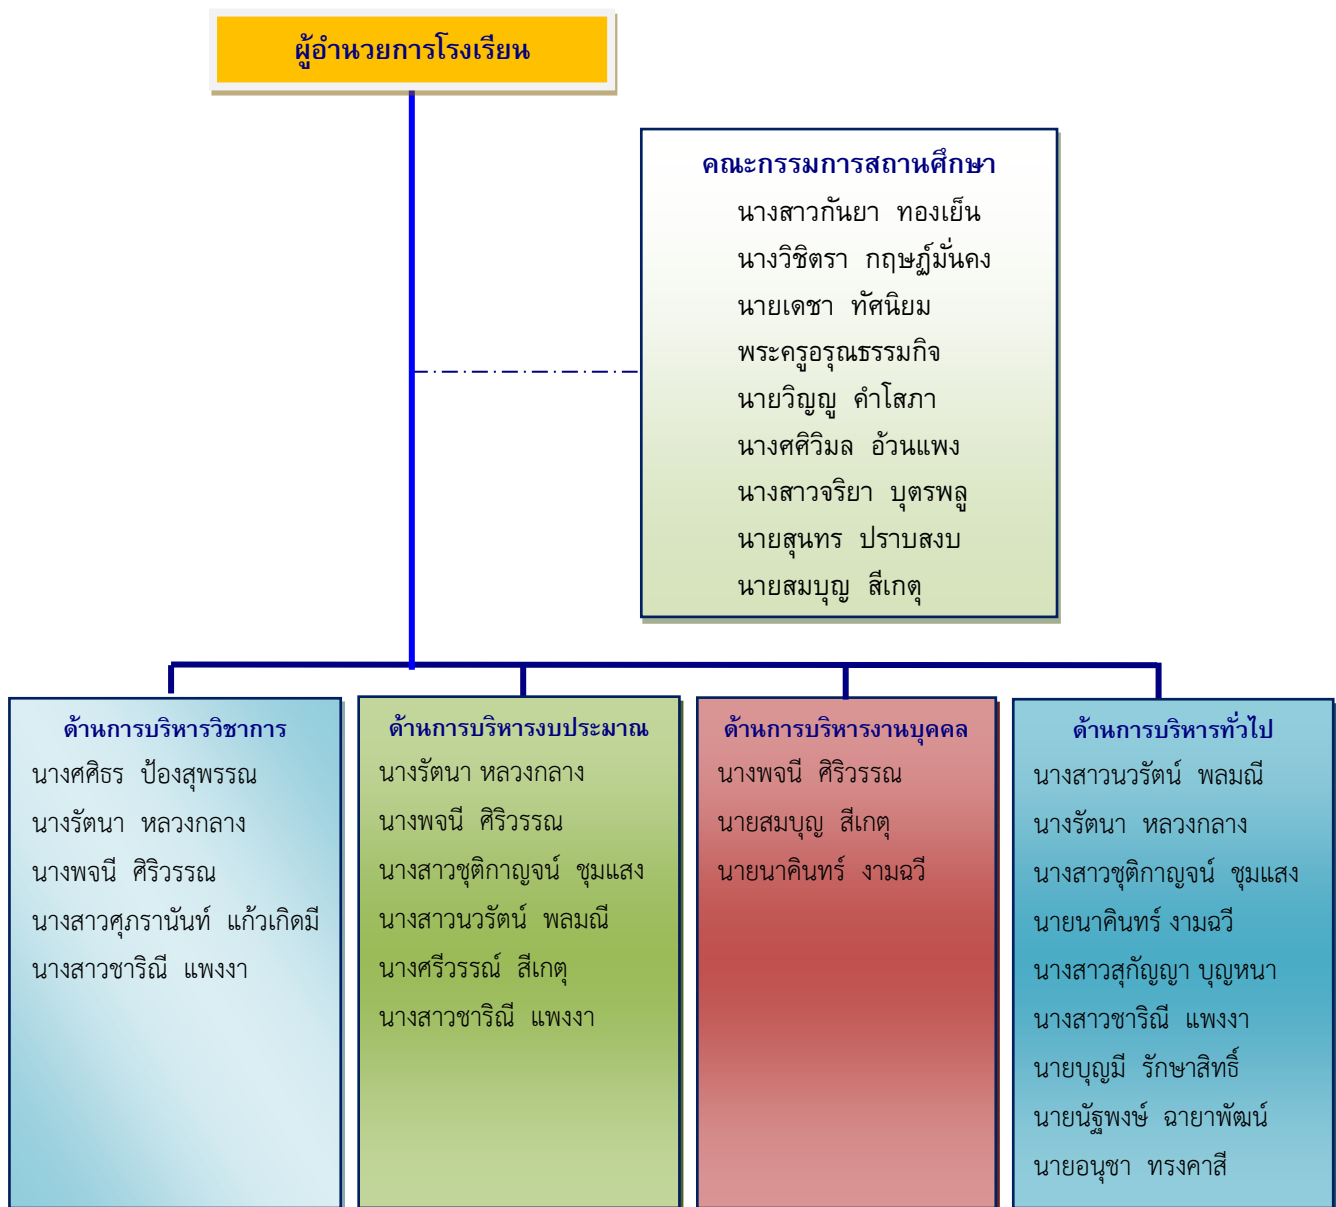 ผู้อำนวยการโรงเรียน
คณะกรรมการสถานศึกษา
นางสาวกันยา ทองเย็น
นางวิชิตรา กฤษฎ์มั่นคง
นายเดชา ทัศนิยม
พระครูอรุณธรรมกิจ
นายวิญญู คำโสภา
นางศศิวิมล อ้วนแพง
นางสาวจริยา บุตรพลู
นายสุนทร ปราบสงบ
นายสมบุญ สีเกตุ
ด้านการบริหารวิชาการ
นางศศิธร ป้องสุพรรณ
นางรัตนา หลวงกลาง
นางพจนี ศิริวรรณ
นางสาวศุภรานันท์ แก้วเกิดมี
นางสาวชาริณี แพงงา
ด้านการบริหารงบประมาณ
นางรัตนา หลวงกลาง
นางพจนี ศิริวรรณ
นางสาวชุติกาญจน์ ชุมแสง
นางสาวนวรัตน์ พลมณี
นางศรีวรรณ์ สีเกตุ
นางสาวชาริณี แพงงา
ด้านการบริหารงานบุคคล
นางพจนี ศิริวรรณ
นายสมบุญ สีเกตุ
นายนาคินทร์ งามฉวี
ด้านการบริหารทั่วไป
นางสาวนวรัตน์ พลมณี
นางรัตนา หลวงกลาง
นางสาวชุติกาญจน์ ชุมแสง
นายนาคินทร์ งามฉวี
นางสาวสุกัญญา บุญหนา
นางสาวชาริณี แพงงา
นายบุญมี รักษาสิทธิ์
นายนัฐพงษ์ ฉายาพัฒน์
นายอนุชา ทรงคาสี